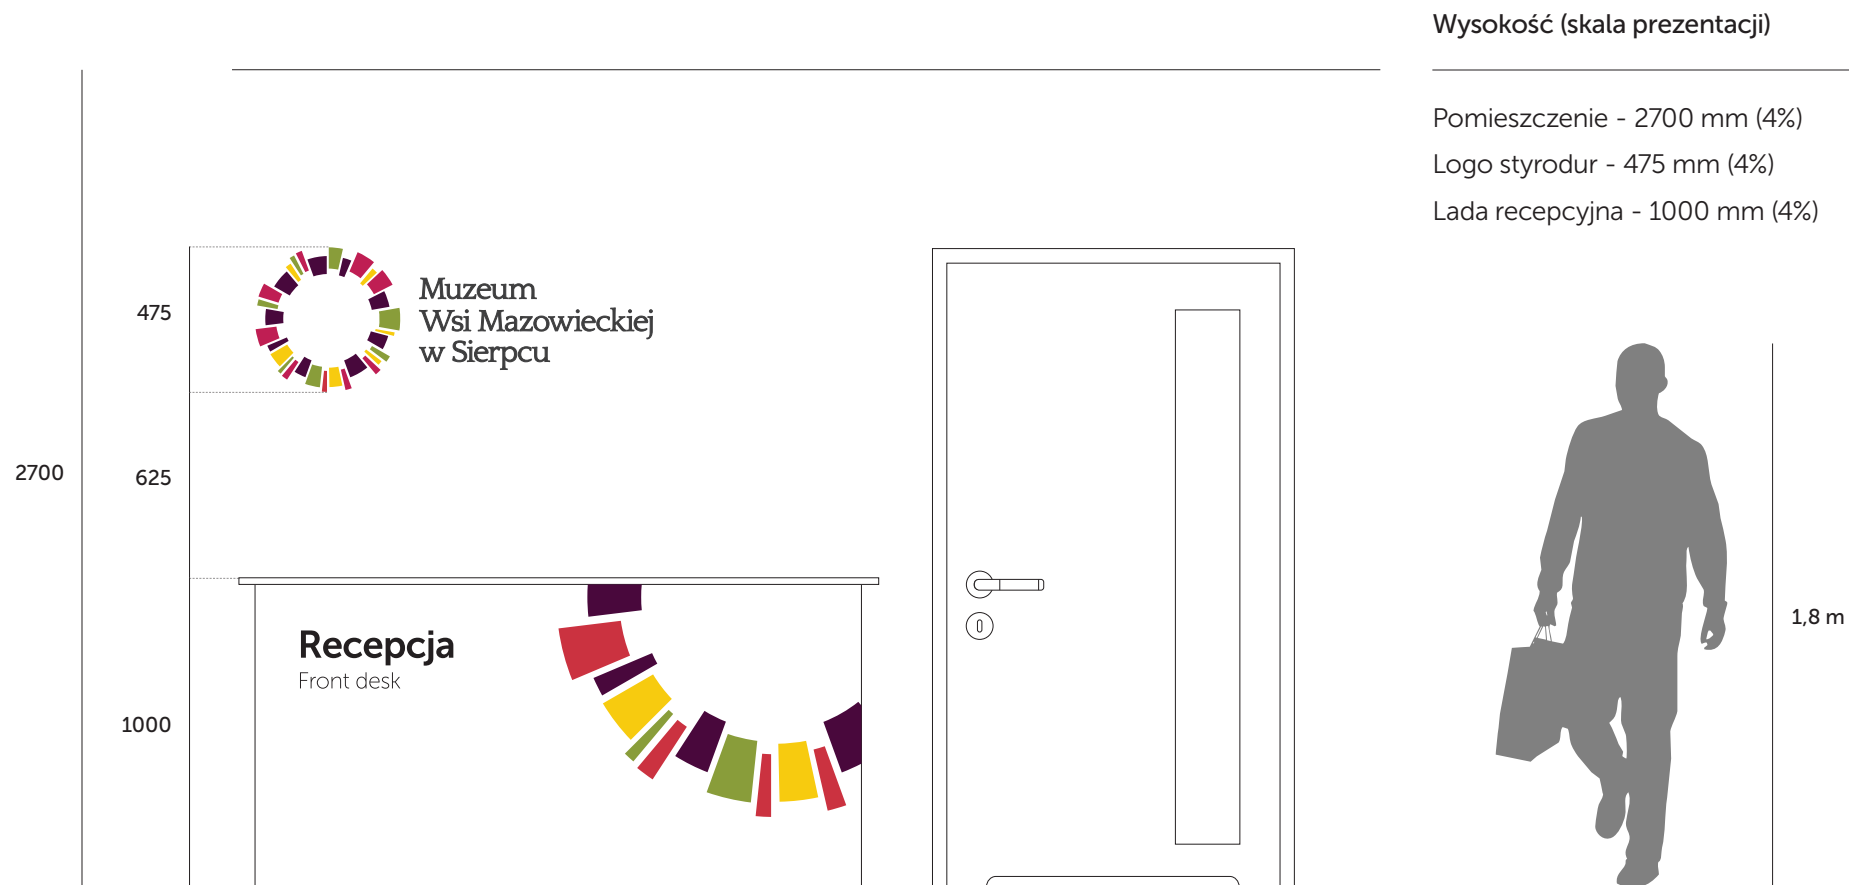 Wysokość (skala prezentacji)
Pomieszczenie - 2700 mm (4%)
Logo styrodur - 475 mm (4%)
Lada recepcyjna - 1000 mm (4%)
475
Muzeum
Wsi Mazowieckiej
w Sierpcu
2700
625
1,8 m
Recepcja
Front desk
1000